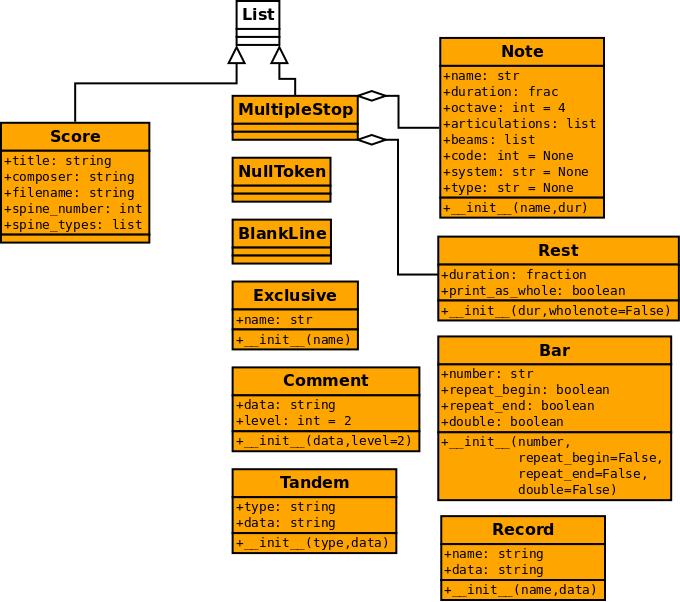 List
Score
+title: string
+composer: string
+filename: string
+spine_number: int
+spine_types: list
MultipleStop
NullToken
BlankLine
Exclusive
+name: str
+__init__(name)
Comment
+data: string
+level: int = 2
+__init__(data,level=2)
Tandem
+type: string
+data: string
+__init__(type,data)
Note
+name: str
+duration: frac
+octave: int = 4
+articulations: list
+beams: list
+code: int = None
+system: str = None
+type: str = None
+__init__(name,dur)
Rest
+duration: fraction
+print_as_whole: boolean
+__init__(dur,wholenote=False)
Bar
+number: str
+repeat_begin: boolean
+repeat_end: boolean
+double: boolean
+__init__(number,
repeat_begin=False,
repeat_end=False,
double=False)
Record
+name: string
+data: string
+__init__(name,data)